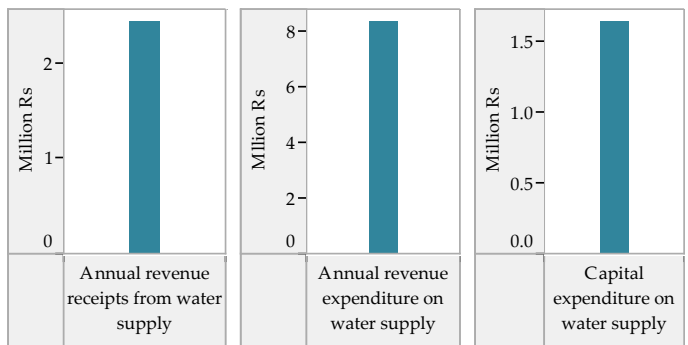 Million Rs
2
1
0
Annual revenue
receipts from water
supply
Mllion Rs
8
6
4
2
0
Annual revenue
expenditure on
water supply
Million Rs
1.5
1.0
0.5
0.0
Capital
expenditure on
water supply